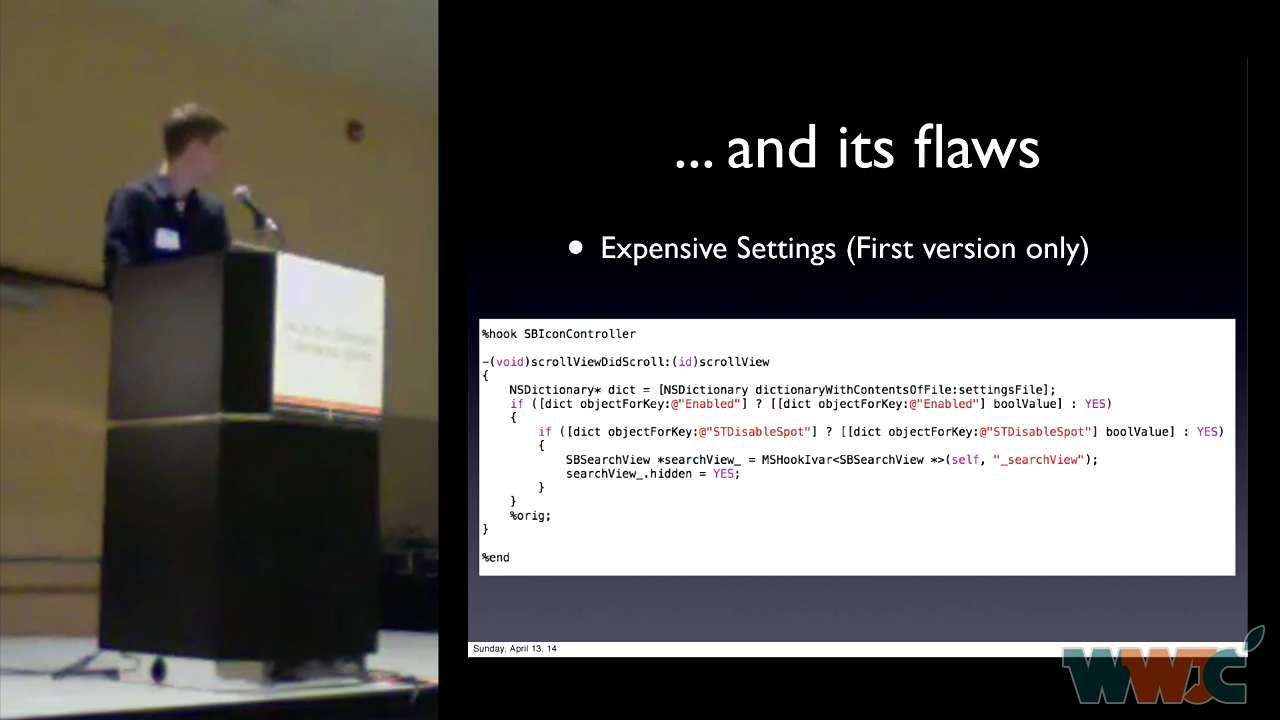 ... and its flaws
• Expensive Settings (First version only)
%hook SBIconController
-(void)scrollViewDidScroll:(id)scrollView
{
NSDictionary* dict = [NSDictionary dictionaryWithContentsOfFile:settingsFile];
if ([dict objectForKey:@"Enabled"] ? [[dict objectForKey:@"Enabled"] boolValue] : YES)
{
if ([dict objectForKey:@"STDisableSpot"] ? [[dict objectForKey:@"STDisableSpot"] boolValue] : YES)
{
SBSearchView *searchView_ = MSHookIvar<SBSearchView *>(self, "_searchView");
searchView_.hidden = YES;
}
}
%orig;
}
%end
Sunday, April 13, 14
WWJC